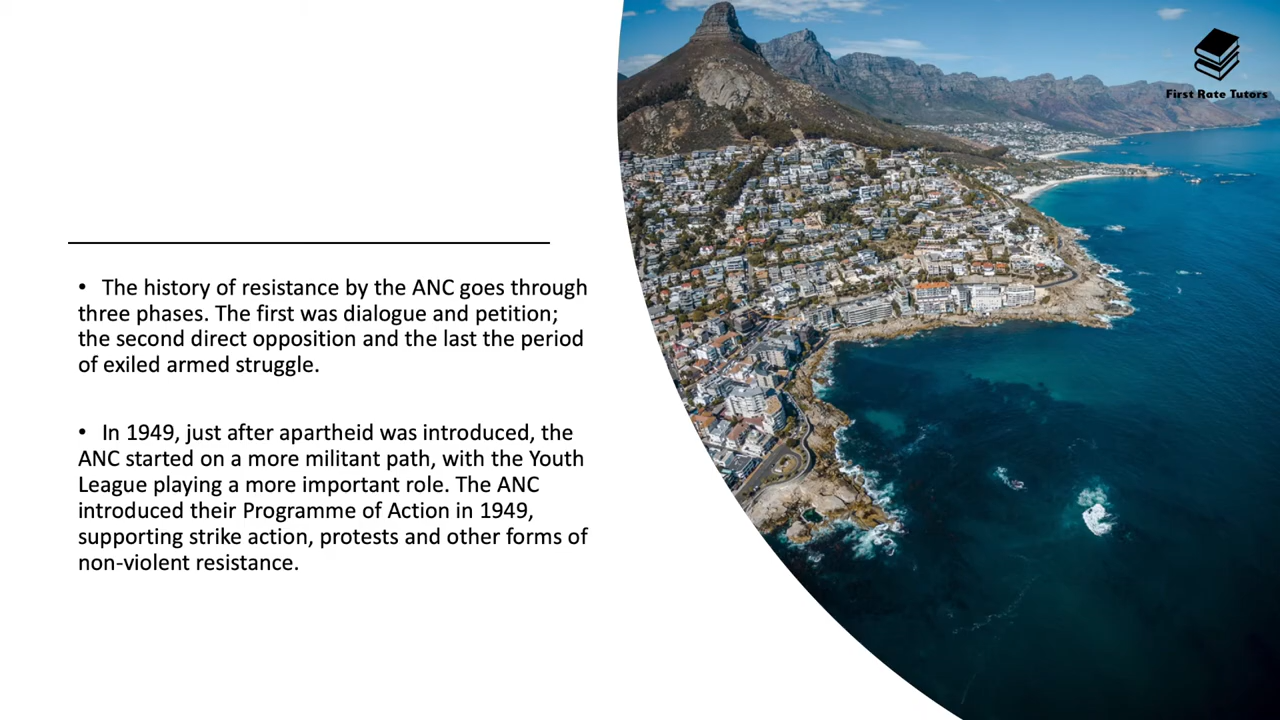 First Rate Tutors
• The history of resistance by the ANC goes through
three phases. The first was dialogue and petition;
the second direct opposition and the last the period
of exiled armed struggle.
• In 1949, just after apartheid was introduced, the
ANC started on a more militant path, with the Youth
League playing a more important role. The ANC
introduced their Programme of Action in 1949,
supporting strike action, protests and other forms of
non-violent resistance.